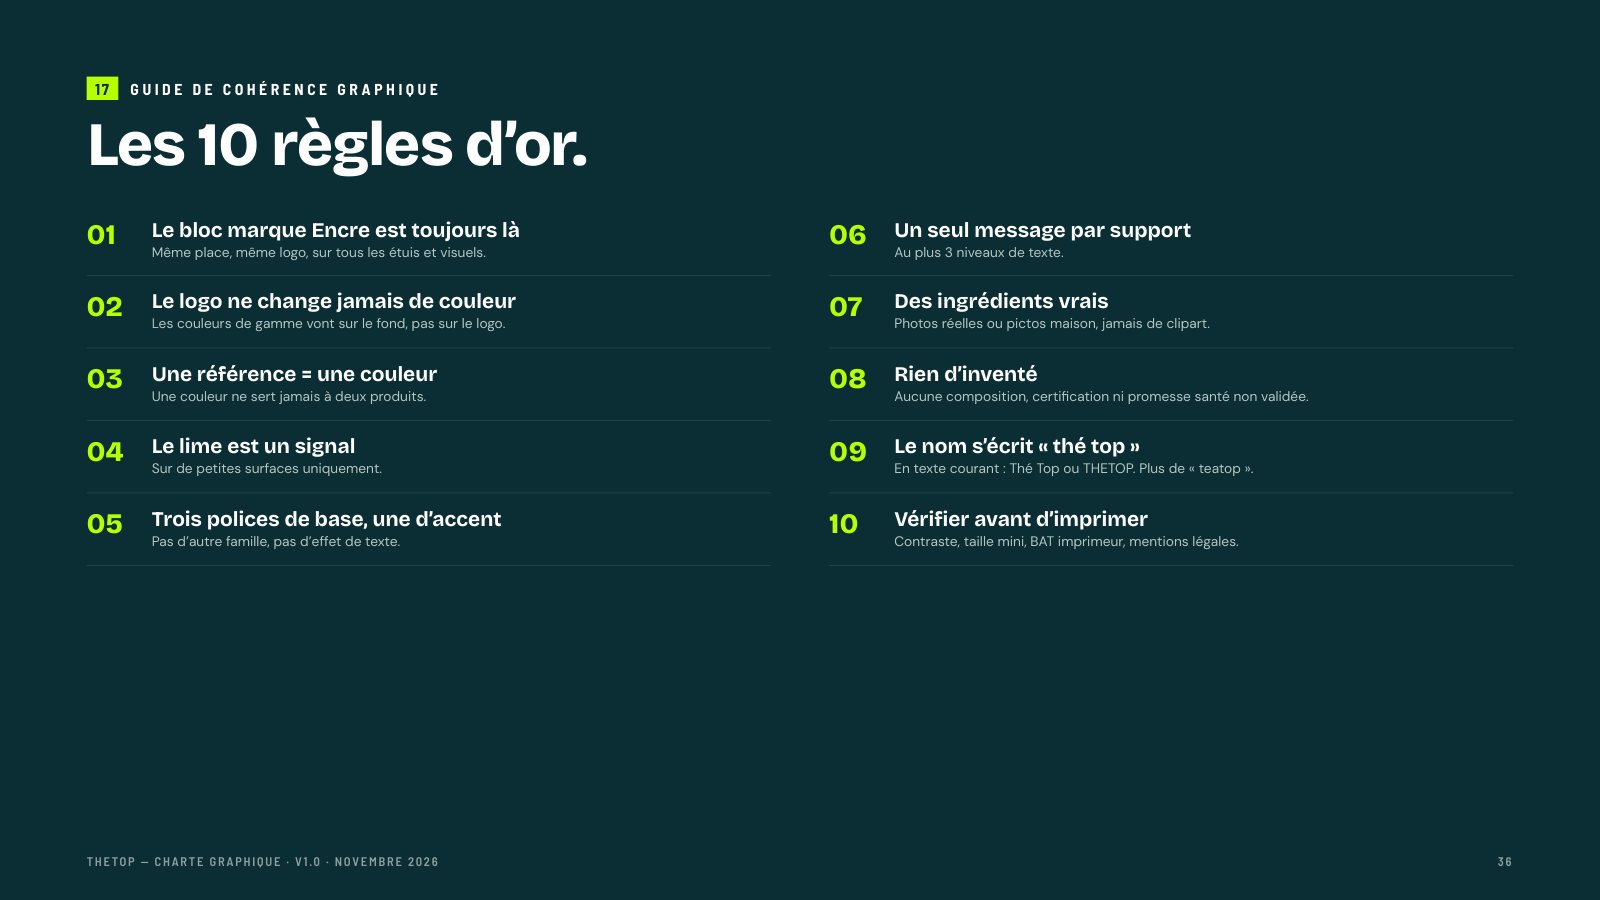 17 GUIDE DE COHÉRENCE GRAPHIQUE
Les 10 règles d’or.
01 Le bloc marque Encre est toujours là
Même place, même logo, sur tous les étuis et visuels.
02 Le logo ne change jamais de couleur
Les couleurs de gamme vont sur le fond, pas sur le logo.
03 Une référence = une couleur
Une couleur ne sert jamais à deux produits.
04 Le lime est un signal
Sur de petites surfaces uniquement.
05 Trois polices de base, une d’accent
Pas d’autre famille, pas d’effet de texte.
06 Un seul message par support
Au plus 3 niveaux de texte.
07 Des ingrédients vrais
Photos réelles ou pictos maison, jamais de clipart.
08 Rien d’inventé
Aucune composition, certification ni promesse santé non validée.
09 Le nom s’écrit « thé top »
En texte courant : Thé Top ou THETOP. Plus de « teatop ».
10 Vérifier avant d’imprimer
Contraste, taille mini, BAT imprimeur, mentions légales.
THETOP — CHARTE GRAPHIQUE · V1.0 · NOVEMBRE 2026
36